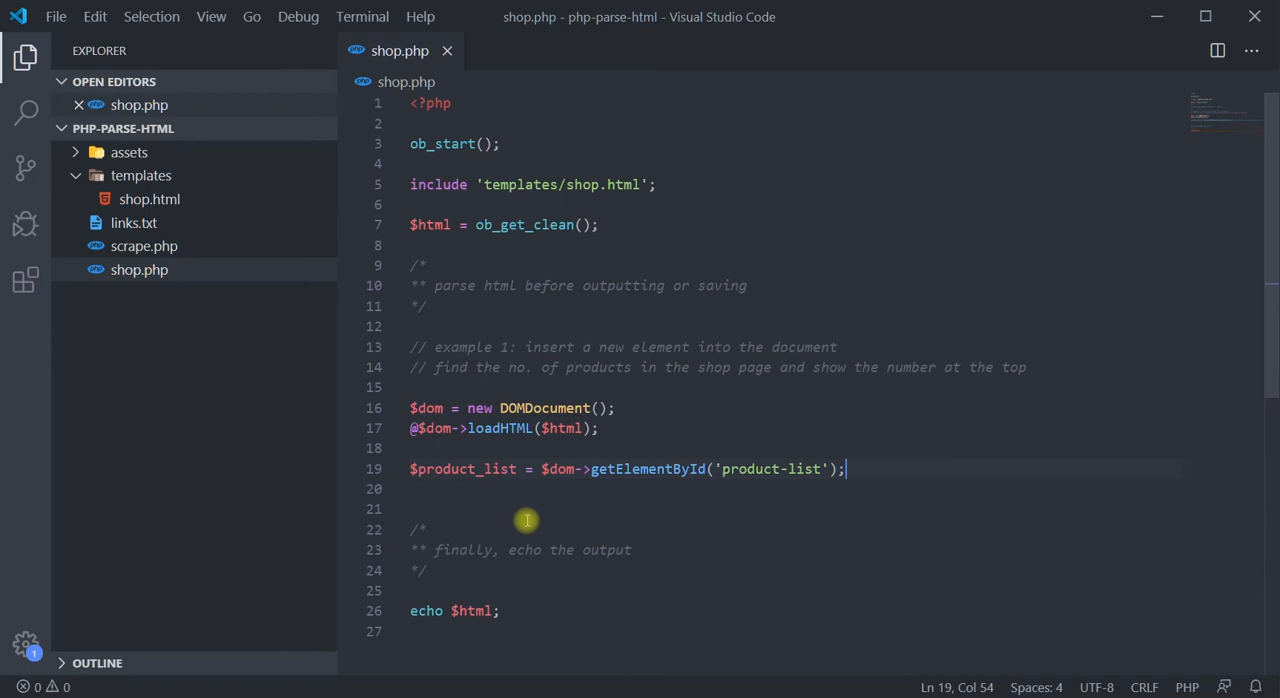 File Edit Selection View Go Debug Terminal Help
shop.php - php-parse-html - Visual Studio Code
EXPLORER
OPEN EDITORS
shop.php
PHP-PARSE-HTML
assets
templates
shop.html
links.txt
scrape.php
shop.php
OUTLINE
php shop.php
php shop.php
1 <?php
2
3 ob_start();
4
5 include 'templates/shop.html';
6
7 $html = ob_get_clean();
8
9 /*
10 ** parse html before outputting or saving
11 */
12
13 // example 1: insert a new element into the document
14 // find the no. of products in the shop page and show the number at the top
15
16 $dom = new DOMDocument();
17 @$dom->loadHTML($html);
18
19 $product_list = $dom->getElementById('product-list');
20
21
22 /*
23 ** finally, echo the output
24 */
25
26 echo $html;
27
1
0 0
Ln 19, Col 54 Spaces: 4 UTF-8 CRLF PHP